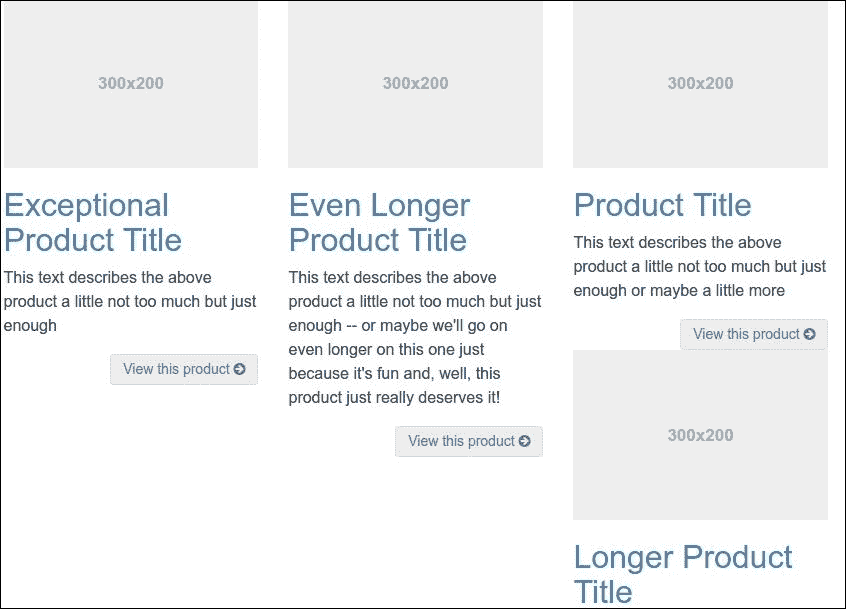 300x200
Exceptional
Product Title
This text describes the above
product a little not too much but just
enough
View this product
300x200
Even Longer
Product Title
This text describes the above
product a little not too much but just
enough -- or maybe we'll go on
even longer on this one just
because it's fun and, well, this
product just really deserves it!
View this product
300x200
Product Title
This text describes the above
product a little not too much but just
enough or maybe a little more
View this product
300x200
Longer Product
Title